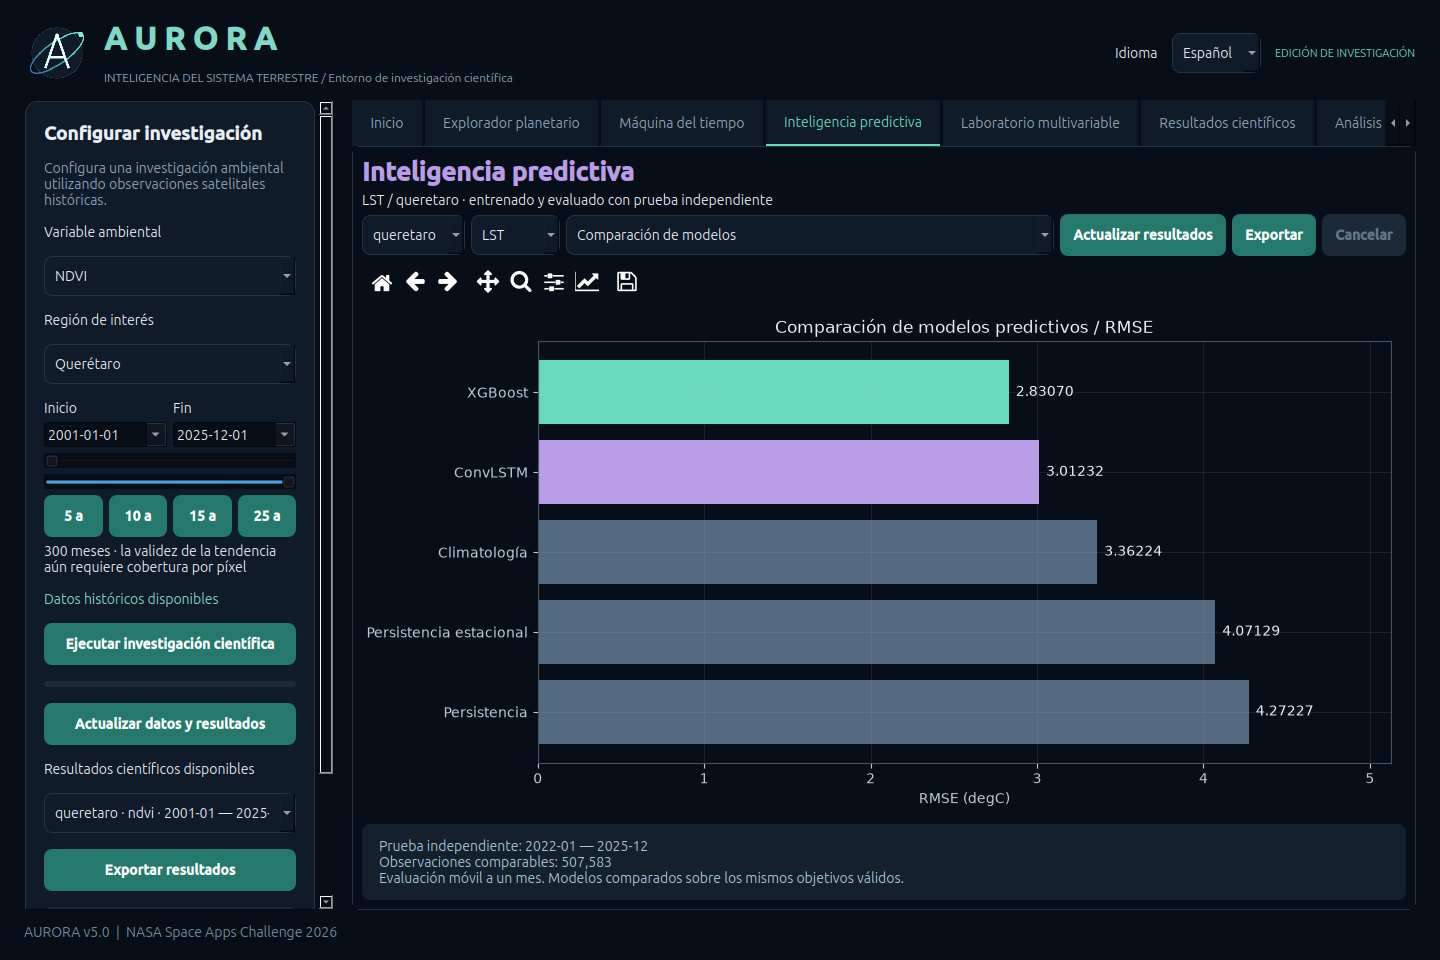 AURORA
INTELIGENCIA DEL SISTEMA TERRESTRE / Entorno de investigación científica
Idioma
Español
EDICIÓN DE INVESTIGACIÓN
Configurar investigación
Configura una investigación ambiental
utilizando observaciones satelitales
históricas.
Variable ambiental
NDVI
Región de interés
Querétaro
Inicio Fin
2001-01-01 2025-12-01
5 a 10 a 15 a 25 a
300 meses · la validez de la tendencia
aún requiere cobertura por píxel
Datos históricos disponibles
Ejecutar investigación científica
Actualizar datos y resultados
Resultados científicos disponibles
queretaro · ndvi · 2001-01 — 2025-
Exportar resultados
Inicio Explorador planetario Máquina del tiempo Inteligencia predictiva Laboratorio multivariable Resultados científicos Análisis
Inteligencia predictiva
LST / queretaro · entrenado y evaluado con prueba independiente
queretaro LST Comparación de modelos Actualizar resultados Exportar Cancelar
Comparación de modelos predictivos / RMSE
XGBoost 2.83070
ConvLSTM 3.01232
Climatología 3.36224
Persistencia estacional 4.07129
Persistencia 4.27227
0 1 2 3 4 5
RMSE (degC)
Prueba independiente: 2022-01 — 2025-12
Observaciones comparables: 507,583
Evaluación móvil a un mes. Modelos comparados sobre los mismos objetivos válidos.
AURORA v5.0 | NASA Space Apps Challenge 2026